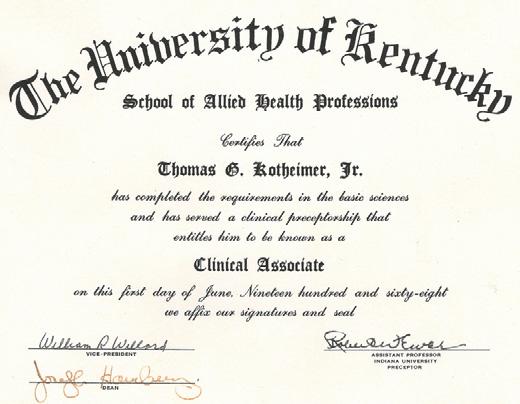 The University of Kentucky
School of Allied Health Professions
Certifies That
Thomas G. Kotheimer, Jr.
has completed the requirements in the basic sciences
and has served a clinical preceptorship that
entitles him to be known as a
Clinical Associate
on this first day of June, Nineteen hundred and sixty-eight
we affix our signatures and seal
William R Willard
VICE-PRESIDENT
ASSISTANT PROFESSOR
INDIANA UNIVERSITY
PRECEPTOR
Joseph Hamburg
DEAN